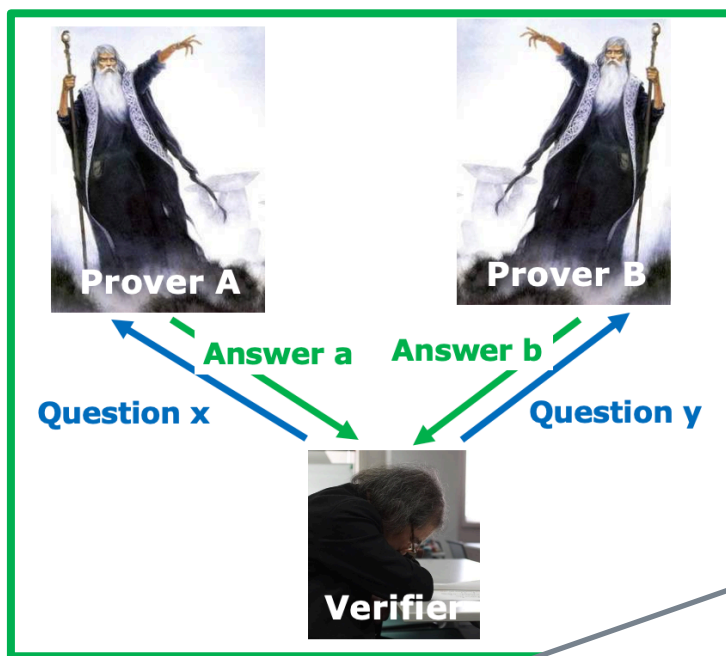 Prover A
Prover B
Answer a
Answer b
Question x
Question y
Verifier